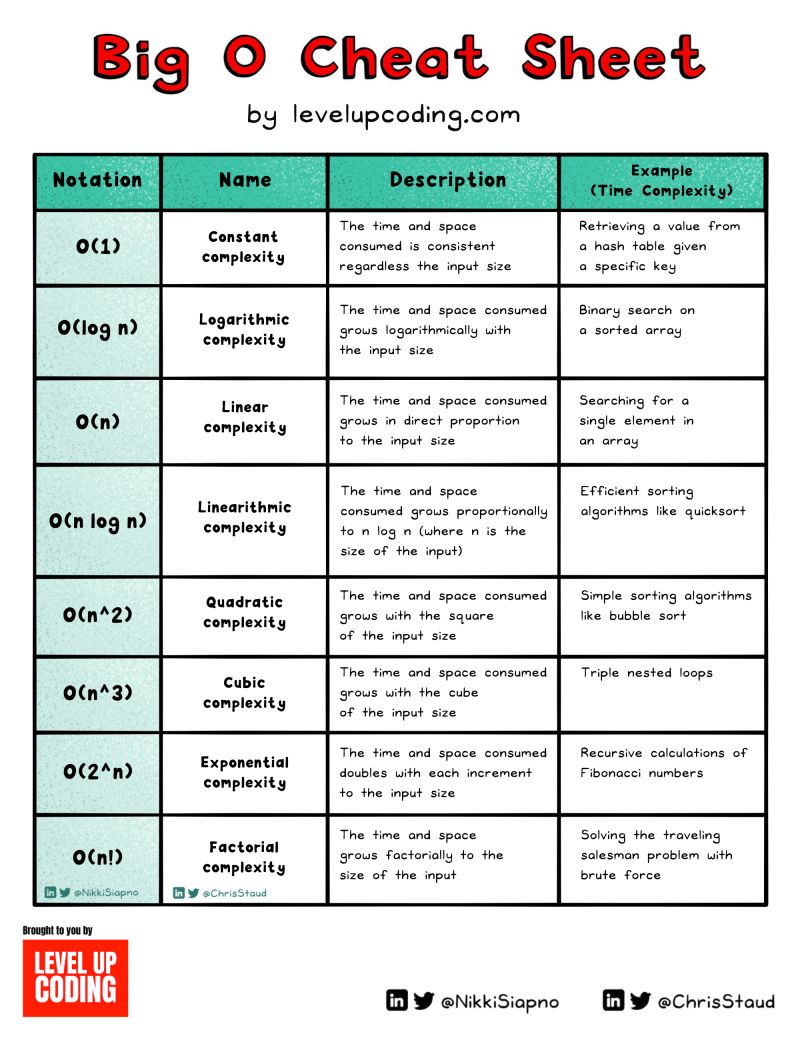 Big O Cheat Sheet
by levelupcoding.com
Notation
Name
Description
Example
(Time Complexity)
O(1)
Constant
complexity
The time and space
consumed is consistent
regardless the input size
Retrieving a value from
a hash table given
a specific key
O(log n)
Logarithmic
complexity
The time and space consumed
grows logarithmically with
the input size
Binary search on
a sorted array
O(n)
Linear
complexity
The time and space consumed
grows in direct proportion
to the input size
Searching for a
single element in
an array
O(n log n)
Linearithmic
complexity
The time and space
consumed grows proportionally
to n log n (where n is the
size of the input)
Efficient sorting
algorithms like quicksort
O(n^2)
Quadratic
complexity
The time and space consumed
grows with the square
of the input size
Simple sorting algorithms
like bubble sort
O(n^3)
Cubic
complexity
The time and space consumed
grows with the cube
of the input size
Triple nested loops
O(2^n)
Exponential
complexity
The time and space consumed
doubles with each increment
to the input size
Recursive calculations of
Fibonacci numbers
O(n!)
Factorial
complexity
The time and space
grows factorially to the
size of the input
Solving the traveling
salesman problem with
brute force
in @NikkiSiapno
in @ChrisStaud
Brought to you by
LEVEL UP
CODING
in @NikkiSiapno
in @ChrisStaud